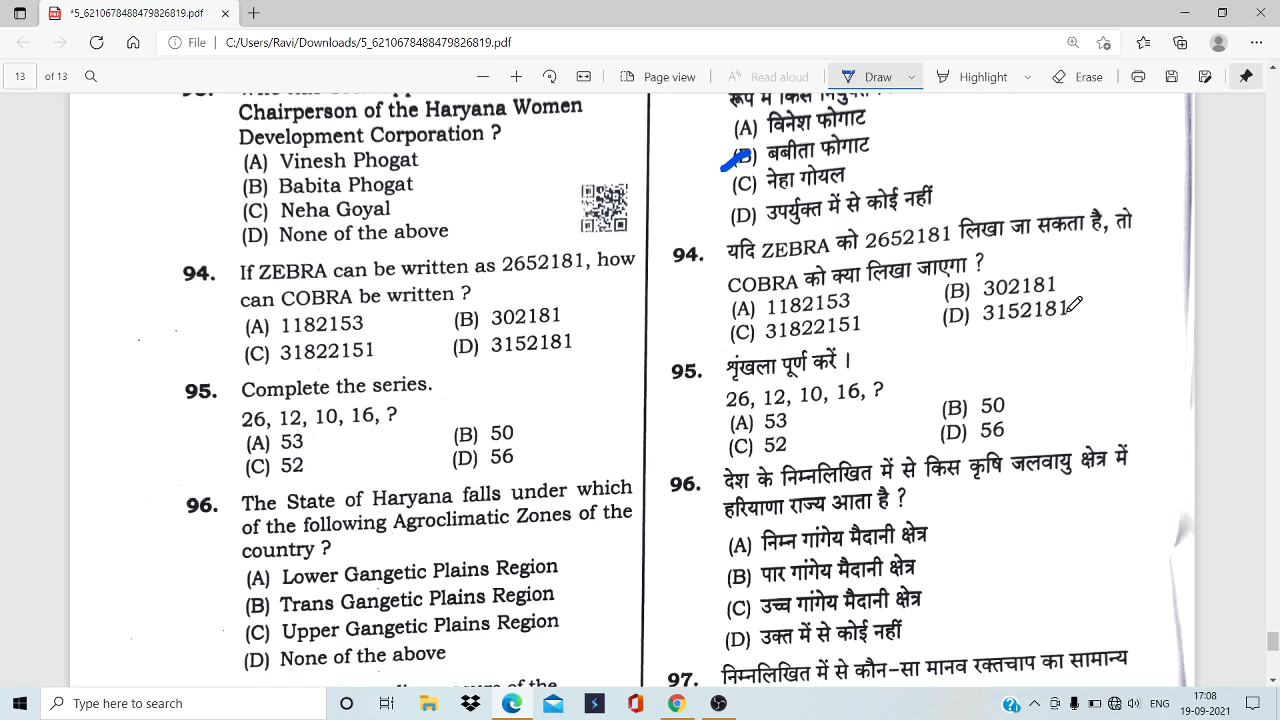 *5_6210678488479826819.pdf
File
C:/Users/Ravi/Downloads/5_6210678488479826819.pdf
13
of 13
Page view
Read aloud
Draw
Highlight
Erase
Chairperson of the Haryana Women
Development Corporation ?
(A) Vinesh Phogat
(B) Babita Phogat
(C) Neha Goyal
(D) None of the above
94. If ZEBRA can be written as 2652181, how
can COBRA be written ?
(A) 1182153 (B) 302181
(C) 31822151 (D) 3152181
95. Complete the series.
26, 12, 10, 16, ?
(A) 53 (B) 50
(C) 52 (D) 56
96. The State of Haryana falls under which
of the following Agroclimatic Zones of the
country ?
(A) Lower Gangetic Plains Region
(B) Trans Gangetic Plains Region
(C) Upper Gangetic Plains Region
(D) None of the above
रूप में किसे
(A) विनेश फोगाट
(B) बबीता फोगाट
(C) नेहा गोयल
(D) उपर्युक्त में से कोई नहीं
94. यदि ZEBRA को 2652181 लिखा जा सकता है, तो
COBRA को क्या लिखा जाएगा ?
(A) 1182153 (B) 302181
(C) 31822151 (D) 3152181
95. शृंखला पूर्ण करें ।
26, 12, 10, 16, ?
(A) 53 (B) 50
(C) 52 (D) 56
96. देश के निम्नलिखित में से किस कृषि जलवायु क्षेत्र में
हरियाणा राज्य आता है ?
(A) निम्न गांगेय मैदानी क्षेत्र
(B) पार गांगेय मैदानी क्षेत्र
(C) उच्च गांगेय मैदानी क्षेत्र
(D) उक्त में से कोई नहीं
97. निम्नलिखित में से कौन-सा मानव रक्तचाप का सामान्य
Type here to search
ENG
17:08
19-09-2021